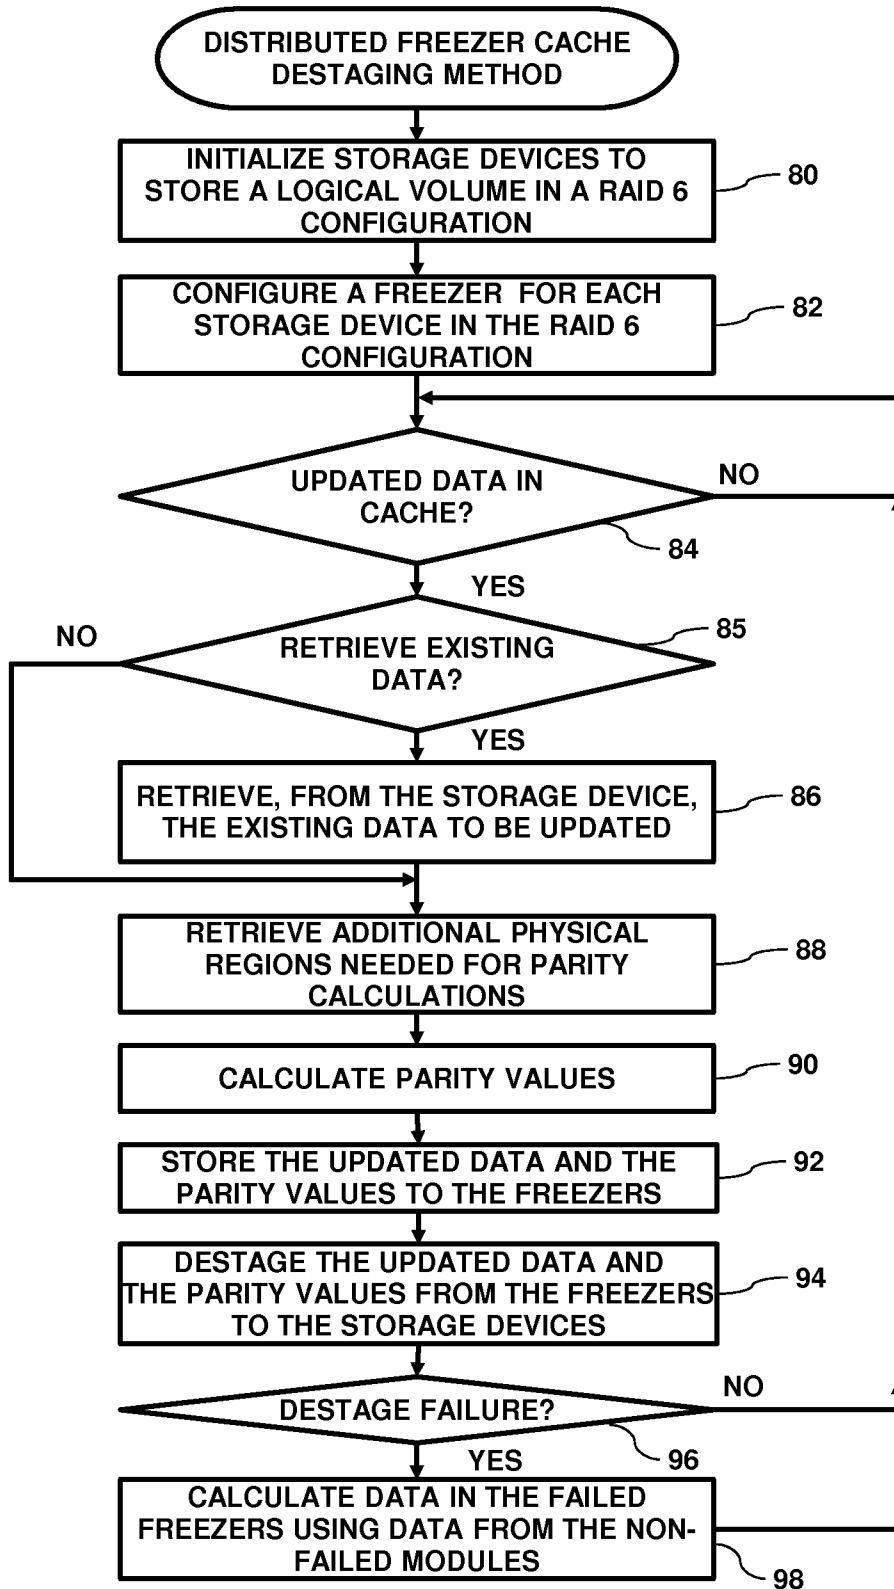 DISTRIBUTED FREEZER CACHE
DESTAGING METHOD
INITIALIZE STORAGE DEVICES TO
STORE A LOGICAL VOLUME IN A RAID 6
CONFIGURATION
80
CONFIGURE A FREEZER FOR EACH
STORAGE DEVICE IN THE RAID 6
CONFIGURATION
82
UPDATED DATA IN
CACHE?
NO
84
YES
RETRIEVE EXISTING
DATA?
85
NO
YES
RETRIEVE, FROM THE STORAGE DEVICE,
THE EXISTING DATA TO BE UPDATED
86
RETRIEVE ADDITIONAL PHYSICAL
REGIONS NEEDED FOR PARITY
CALCULATIONS
88
CALCULATE PARITY VALUES
90
STORE THE UPDATED DATA AND THE
PARITY VALUES TO THE FREEZERS
92
DESTAGE THE UPDATED DATA AND
THE PARITY VALUES FROM THE FREEZERS
TO THE STORAGE DEVICES
94
DESTAGE FAILURE?
NO
96
YES
CALCULATE DATA IN THE FAILED
FREEZERS USING DATA FROM THE NON-
FAILED MODULES
98